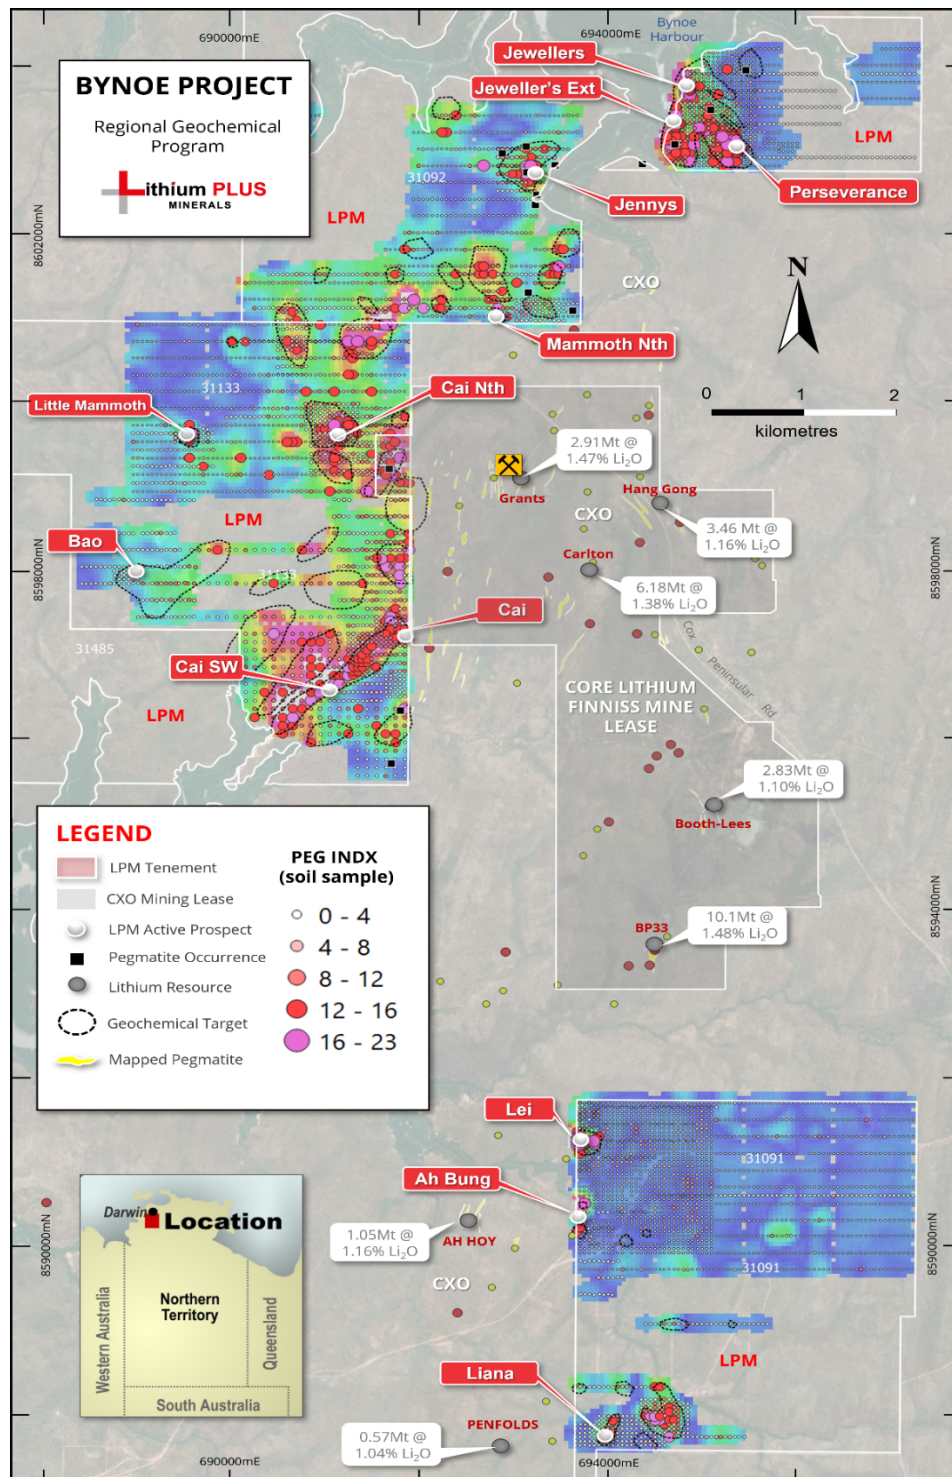 690000mE
694000mE
Bynoe
Harbour
BYNOE PROJECT
Regional Geochemical
Program
Lithium PLUS
MINERALS
Jewellers
Jeweller's Ext
LPM
Perseverance
31092
Jennys
LPM
8602000mN
8602000mN
CXO
N
Mammoth Nth
31133
Cai Nth
Little Mammoth
0 1 2
kilometres
2.91Mt @
1.47% Li₂O
Grants
Hang Gong
CXO
3.46 Mt @
1.16% Li₂O
LPM
Bao
Carlton
6.18Mt @
1.38% Li₂O
8598000mN
8598000mN
31133
Cai
31485
Cai SW
LPM
Cox Peninsular Rd
CORE LITHIUM
FINNISS MINE
LEASE
2.83Mt @
1.10% Li₂O
Booth-Lees
LEGEND
LPM Tenement
CXO Mining Lease
LPM Active Prospect
Pegmatite Occurrence
Lithium Resource
Geochemical Target
Mapped Pegmatite
PEG INDX
(soil sample)
0 - 4
4 - 8
8 - 12
12 - 16
16 - 23
8594000mN
BP33
10.1Mt @
1.48% Li₂O
Lei
31091
Ah Bung
1.05Mt @
1.16% Li₂O
AH HOY
31091
8590000mN
8590000mN
CXO
Darwin
Location
Northern
Territory
Western Australia
Queensland
South Australia
LPM
Liana
PENFOLDS
0.57Mt @
1.04% Li₂O
690000mE
694000mE